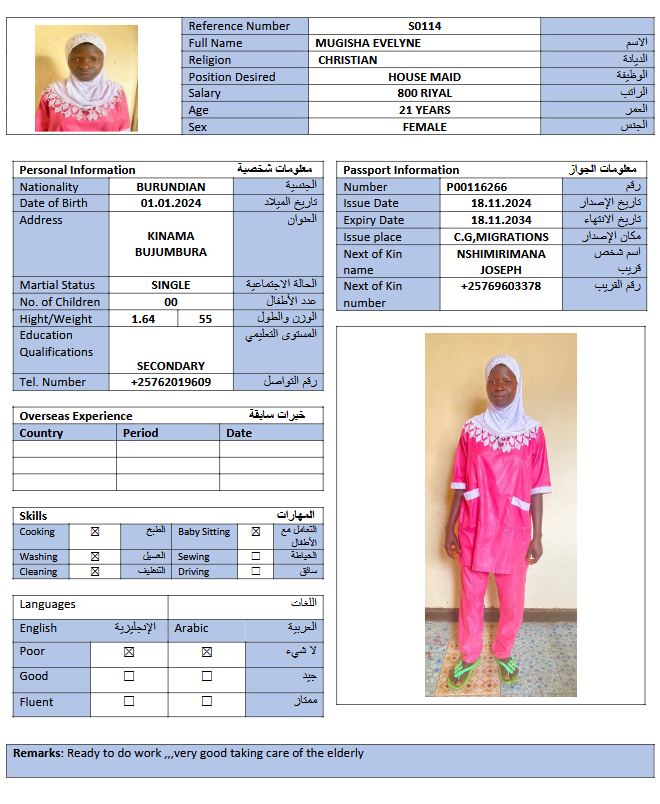 Reference Number S0114
Full Name MUGISHA EVELYNE الاسم
Religion CHRISTIAN الديانة
Position Desired HOUSE MAID الوظيفة
Salary 800 RIYAL الراتب
Age 21 YEARS العمر
Sex FEMALE الجنس
Personal Information معلومات شخصية
Nationality BURUNDIAN الجنسية
Date of Birth 01.01.2024 تاريخ الميلاد
Address العنوان
KINAMA
BUJUMBURA
Martial Status SINGLE الحالة الاجتماعية
No. of Children 00 عدد الأطفال
Hight/Weight 1.64 55 الوزن والطول
Education المستوى التعليمي
Qualifications
SECONDARY
Tel. Number +25762019609 رقم التواصل
Passport Information معلومات الجواز
Number P00116266 رقم
Issue Date 18.11.2024 تاريخ الإصدار
Expiry Date 18.11.2034 تاريخ الانتهاء
Issue place C.G,MIGRATIONS مكان الإصدار
Next of Kin NSHIMIRIMANA اسم شخص
name JOSEPH قريب
Next of Kin +25769603378 رقم القريب
number
Overseas Experience خبرات سابقة
Country Period Date
Skills المهارات
Cooking ☒ الطبخ Baby Sitting ☒ التعامل مع
الأطفال
Washing ☒ الغسيل Sewing ☐ الخياطة
Cleaning ☒ التنظيف Driving ☐ سائق
Languages اللغات
English الإنجليزية Arabic العربية
Poor ☒ ☒ لا شيء
Good ☐ ☐ جيد
Fluent ☐ ☐ ممتاز
Remarks: Ready to do work ,,,very good taking care of the elderly